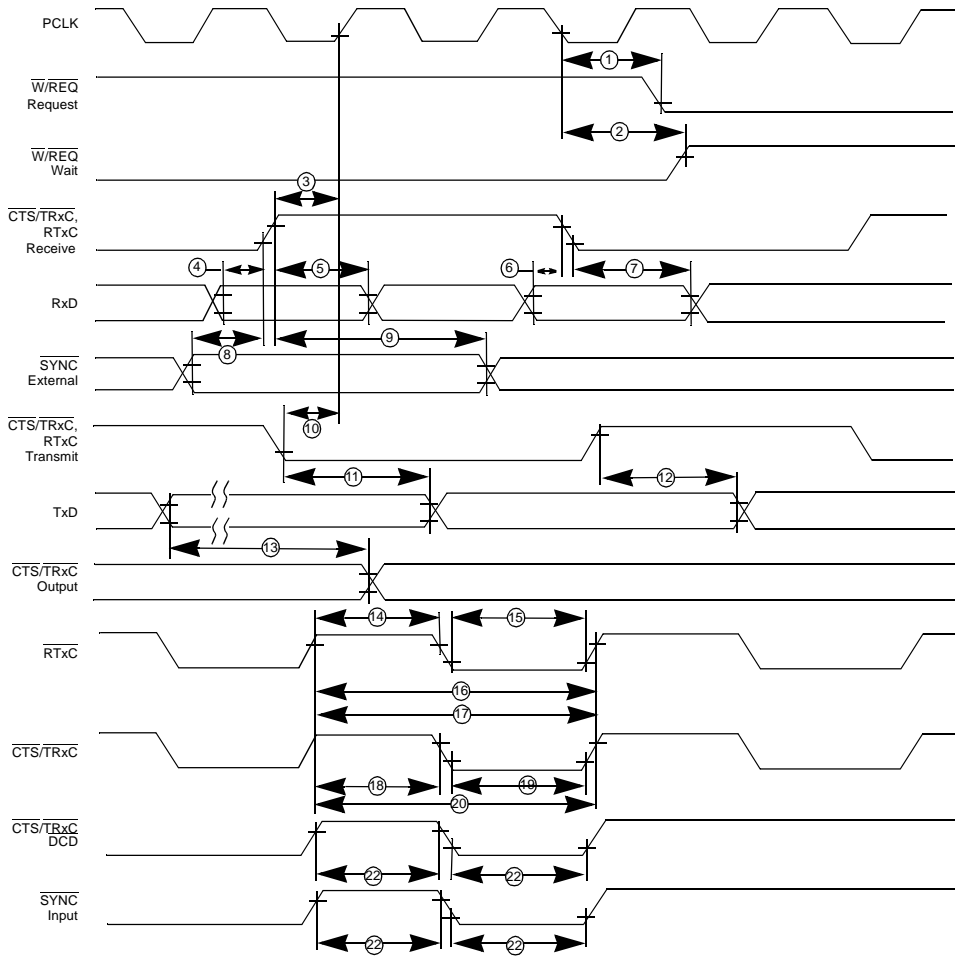 PCLK
1
W/REQ
Request
2
W/REQ
Wait
3
CTS/TRxC,
RTxC
Receive
4
5
6
7
RxD
8
9
SYNC
External
10
CTS/TRxC,
RTxC
Transmit
11
12
TxD
13
CTS/TRxC
Output
14
15
RTxC
16
17
CTS/TRxC
18
19
20
CTS/TRxC
DCD
22
22
SYNC
Input
22
22